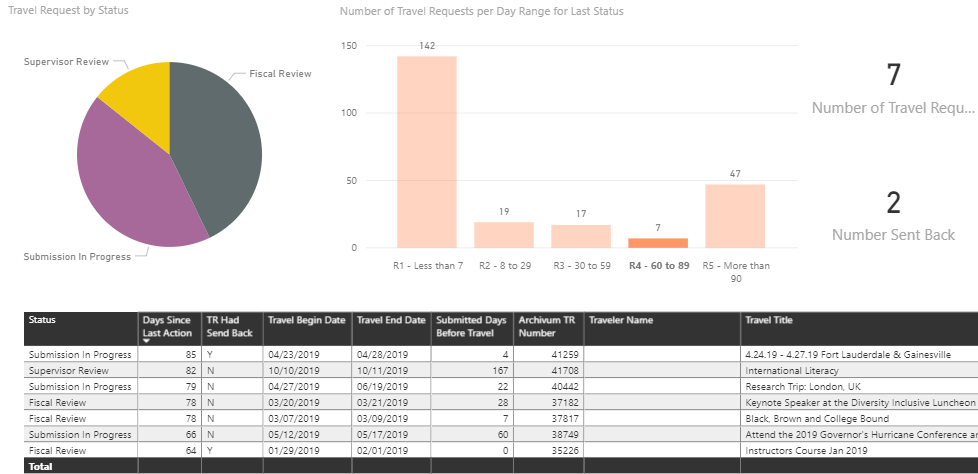 Travel Request by Status
Number of Travel Requests per Day Range for Last Status
Supervisor Review
Fiscal Review
Submission In Progress
150
100
50
0
142
19
17
7
47
R1 - Less than 7
R2 - 8 to 29
R3 - 30 to 59
R4 - 60 to 89
R5 - More than
90
7
Number of Travel Requ...
2
Number Sent Back
Status Days Since Last Action TR Had Send Back Travel Begin Date Travel End Date Submitted Days Before Travel Archivum TR Number Traveler Name Travel Title
Submission In Progress 85 Y 04/23/2019 04/28/2019 4 41259 4.24.19 - 4.27.19 Fort Lauderdale & Gainesville
Supervisor Review 82 N 10/10/2019 10/11/2019 167 41708 International Literacy
Submission In Progress 79 N 04/27/2019 06/19/2019 22 40442 Research Trip: London, UK
Fiscal Review 78 N 03/20/2019 03/21/2019 28 37182 Keynote Speaker at the Diversity Inclusive Luncheon
Fiscal Review 78 N 03/07/2019 03/09/2019 7 37817 Black, Brown and College Bound
Submission In Progress 66 N 05/12/2019 05/17/2019 60 38749 Attend the 2019 Governor's Hurricane Conference a
Fiscal Review 64 Y 01/29/2019 02/01/2019 0 35226 Instructors Course Jan 2019
Total